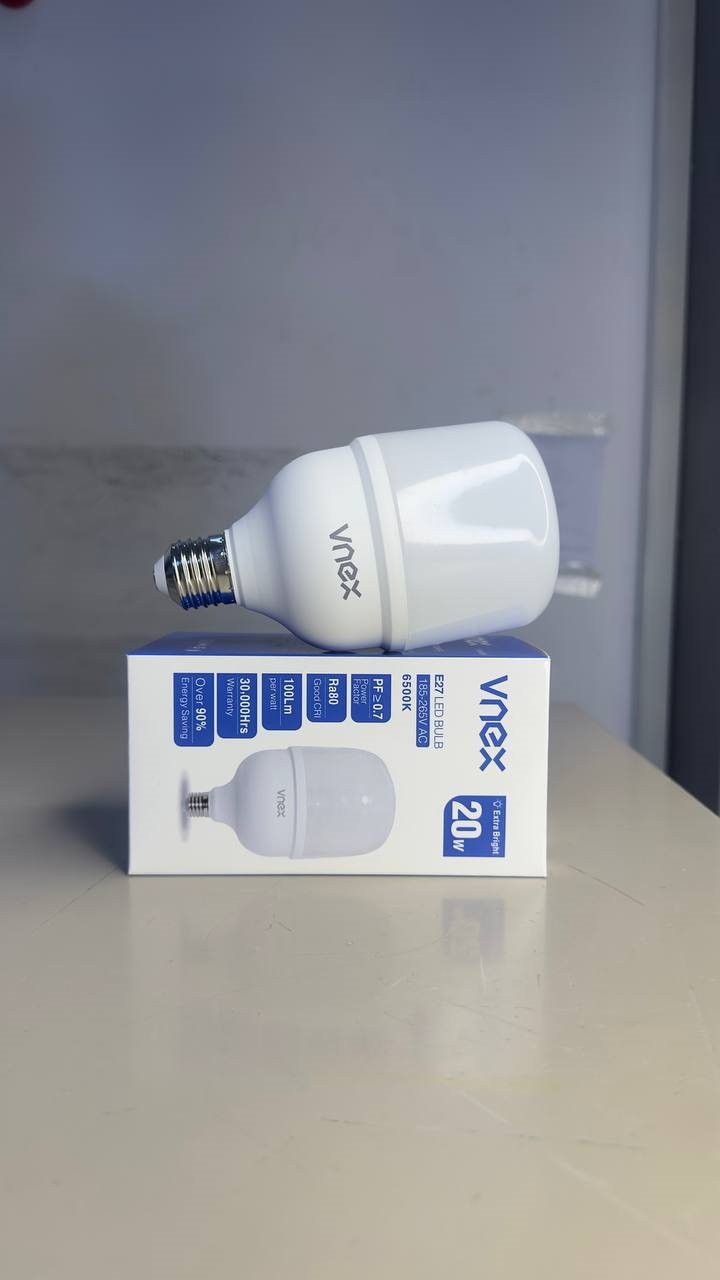 vnex
vnex
Extra Bright
20w
E27 LED BULB
185-265V AC
6500K
PF ≥ 0.7
Power
Factor
Ra80
Good CRI
100Lm
per watt
30.000Hrs
Warranty
Over 90%
Energy Saving
vnex